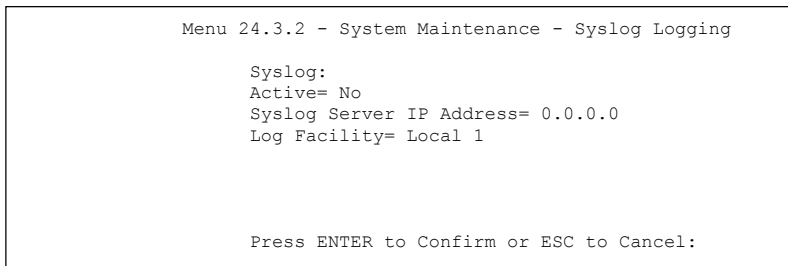 Menu 24.3.2 - System Maintenance - Syslog Logging
Syslog:
Active= No
Syslog Server IP Address= 0.0.0.0
Log Facility= Local 1
Press ENTER to Confirm or ESC to Cancel: